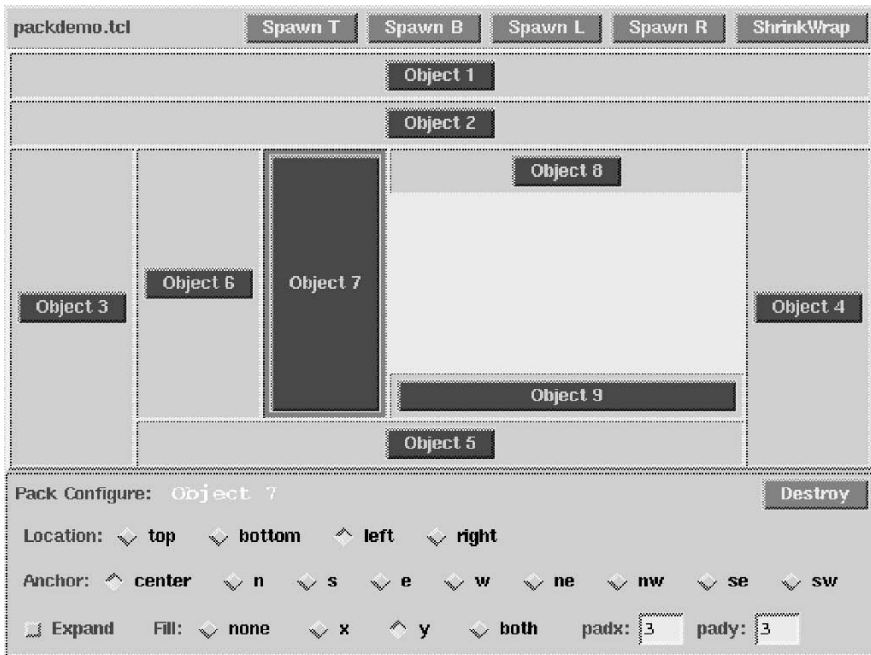 packdemo.tcl Spawn T Spawn B Spawn L Spawn R ShrinkWrap
Object 1
Object 2
Object 8
Object 6 Object 7
Object 3 Object 4
Object 9
Object 5
Pack Configure: Object 7 Destroy
Location: top bottom left right
Anchor: center n s e w ne nw se sw
Expand Fill: none x y both padx: 3 pady: 3